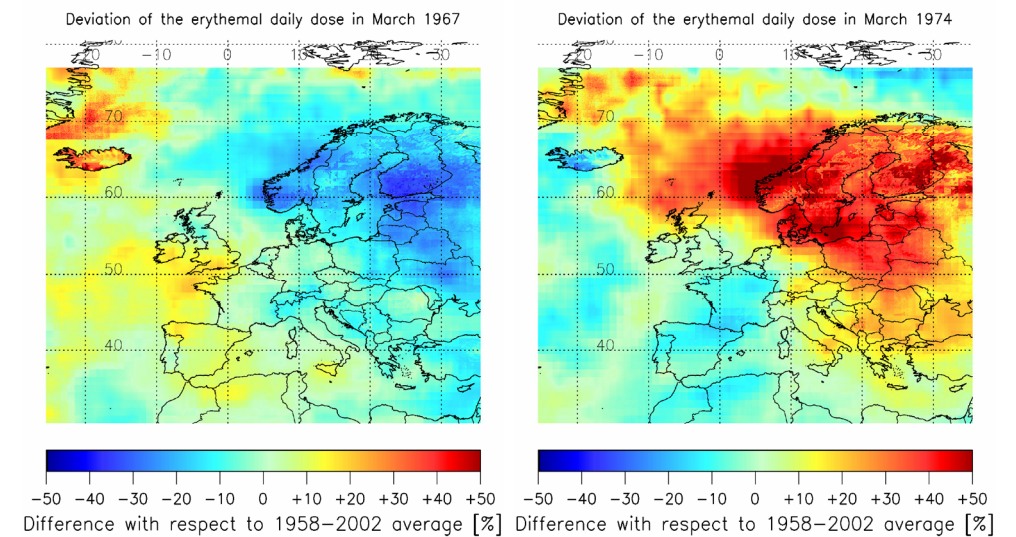 Deviation of the erythemal daily dose in March 1967
-10 0 30
70
60
50
40
-50 -40 -30 -20 -10 0 +10 +20 +30 +40 +50
Difference with respect to 1958-2002 average [%]
Deviation of the erythemal daily dose in March 1974
-10 0 30
70
60
50
40
-50 -40 -30 -20 -10 0 +10 +20 +30 +40 +50
Difference with respect to 1958-2002 average [%]